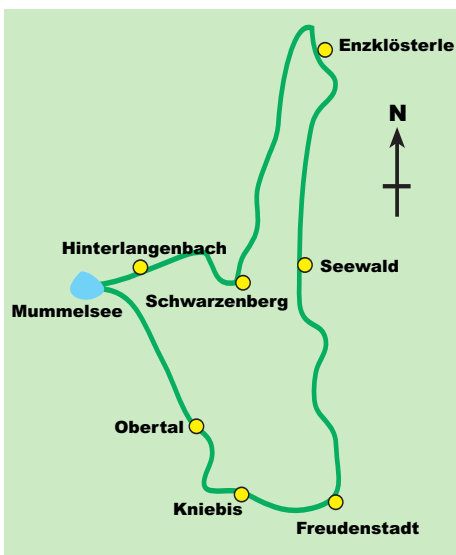 Enzklösterle
N
Hinterlangenbach
Seewald
Schwarzenberg
Mummelsee
Obertal
Kniebis
Freudenstadt